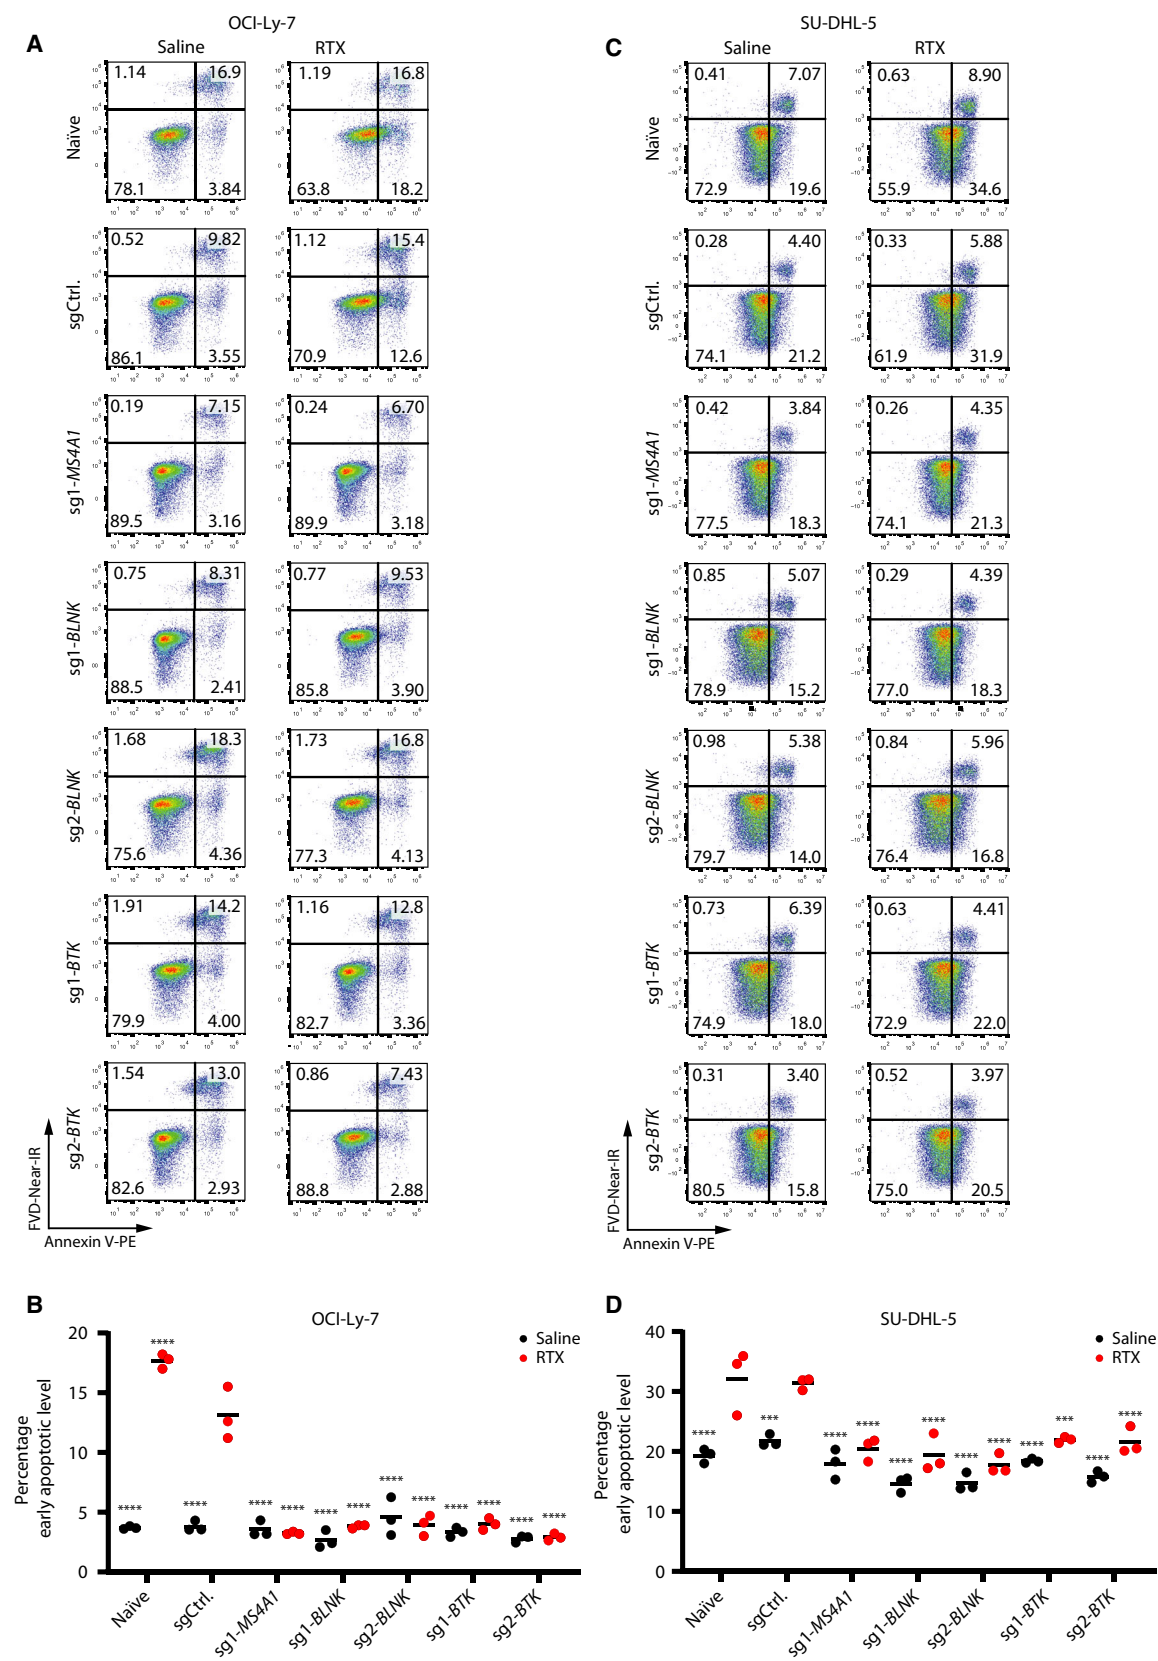 OCI-Ly-7
A
Saline RTX
Naïve
1.14 16.9 78.1 3.84
1.19 16.8 63.8 18.2
sgCtrl.
0.52 9.82 86.1 3.55
1.12 15.4 70.9 12.6
sg1-MS4A1
0.19 7.15 89.5 3.16
0.24 6.70 89.9 3.18
sg1-BLNK
0.75 8.31 88.5 2.41
0.77 9.53 85.8 3.90
sg2-BLNK
1.68 18.3 75.6 4.36
1.73 16.8 77.3 4.13
sg1-BTK
1.91 14.2 79.9 4.00
1.16 12.8 82.7 3.36
sg2-BTK
1.54 13.0 82.6 2.93
0.86 7.43 88.8 2.88
FVD-Near-IR
Annexin V-PE
SU-DHL-5
C
Saline RTX
Naïve
0.41 7.07 72.9 19.6
0.63 8.90 55.9 34.6
sgCtrl.
0.28 4.40 74.1 21.2
0.33 5.88 61.9 31.9
sg1-MS4A1
0.42 3.84 77.5 18.3
0.26 4.35 74.1 21.3
sg1-BLNK
0.85 5.07 78.9 15.2
0.29 4.39 77.0 18.3
sg2-BLNK
0.98 5.38 79.7 14.0
0.84 5.96 76.4 16.8
sg1-BTK
0.73 6.39 74.9 18.0
0.63 4.41 72.9 22.0
sg2-BTK
0.31 3.40 80.5 15.8
0.52 3.97 75.0 20.5
FVD-Near-IR
Annexin V-PE
B
OCI-Ly-7
Saline
RTX
Percentage
early apoptotic level
20
15
10
5
0
**** **** **** **** **** **** **** **** **** **** **** **** ****
Naïve sgCtrl. sg1-MS4A1 sg1-BLNK sg2-BLNK sg1-BTK sg2-BTK
D
SU-DHL-5
Saline
RTX
Percentage
early apoptotic level
40
30
20
10
0
**** *** **** **** **** **** **** **** **** *** **** ****
Naïve sgCtrl. sg1-MS4A1 sg1-BLNK sg2-BLNK sg1-BTK sg2-BTK